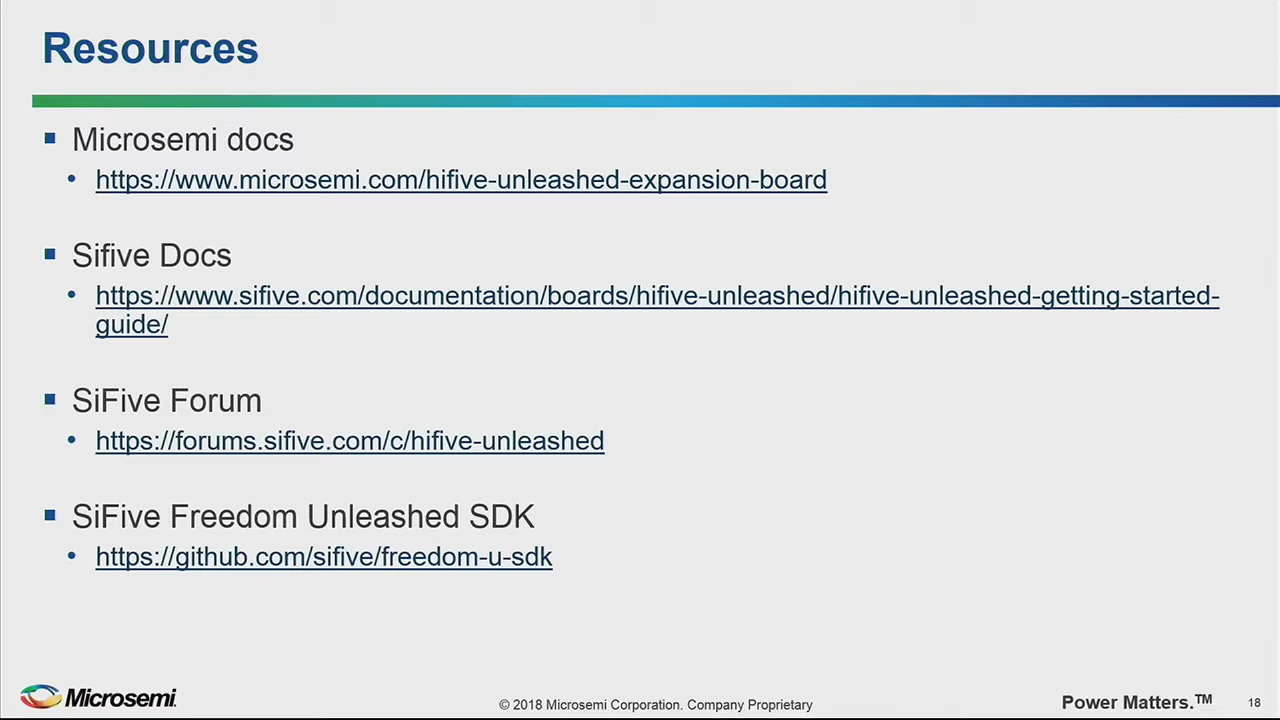 Resources
Microsemi docs
https://www.microsemi.com/hifive-unleashed-expansion-board
Sifive Docs
https://www.sifive.com/documentation/boards/hifive-unleashed/hifive-unleashed-getting-started-
guide/
SiFive Forum
https://forums.sifive.com/c/hifive-unleashed
SiFive Freedom Unleashed SDK
https://github.com/sifive/freedom-u-sdk
Microsemi.
© 2018 Microsemi Corporation. Company Proprietary
Power Matters.TM
18